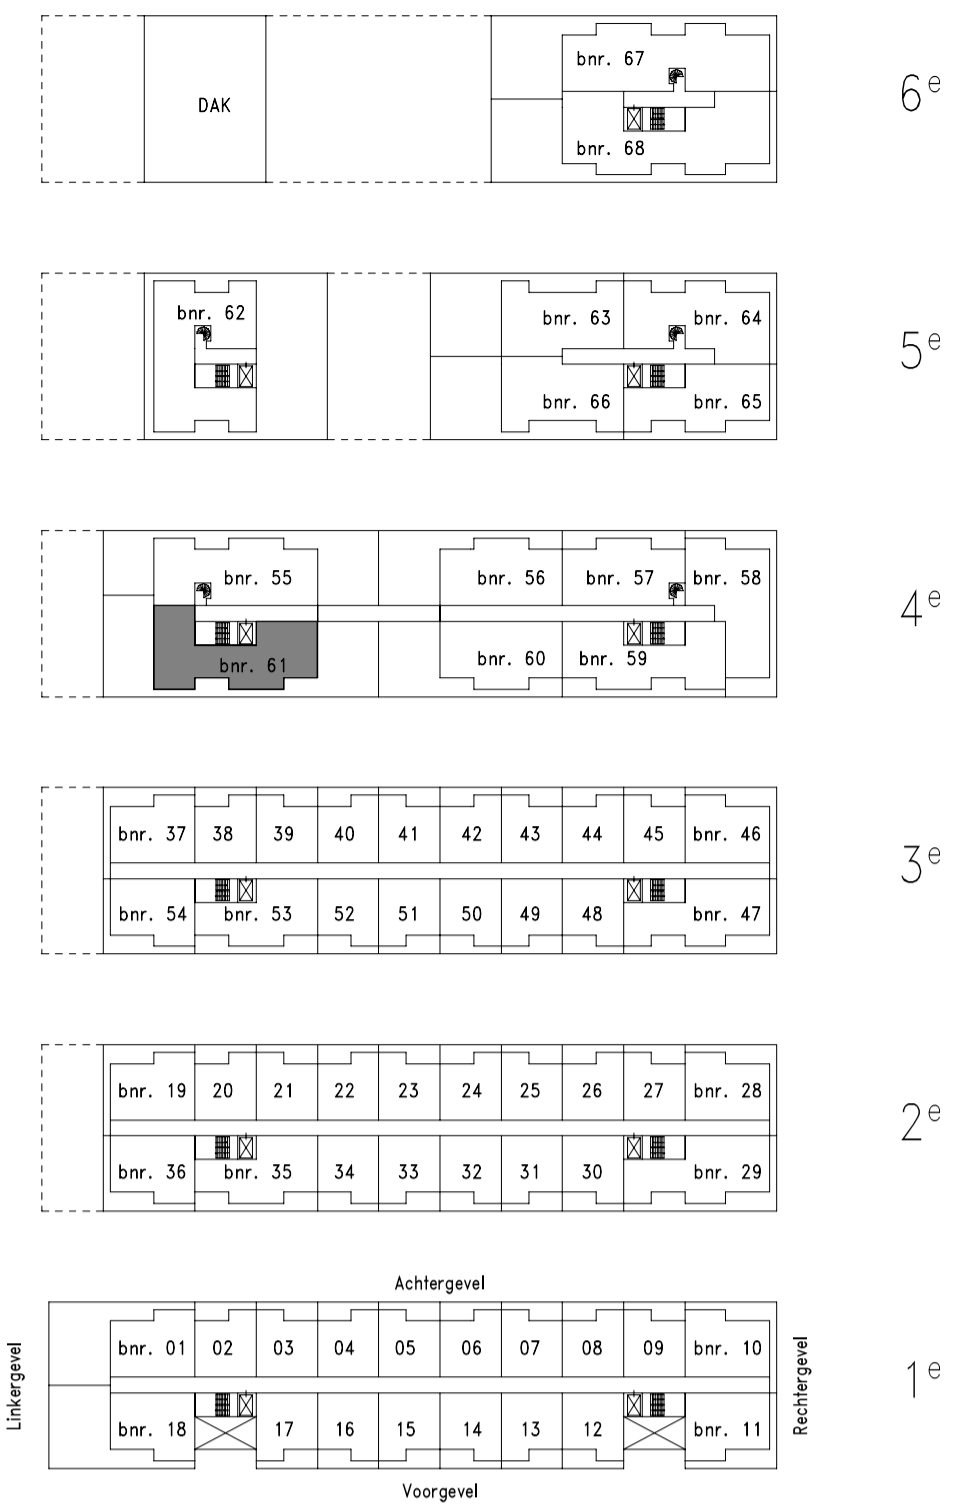 bnr. 67
DAK
6e
bnr. 68
bnr. 62
bnr. 63
bnr. 64
5e
bnr. 66
bnr. 65
bnr. 55
bnr. 56
bnr. 57
bnr. 58
4e
bnr. 61
bnr. 60
bnr. 59
bnr. 37 38 39 40 41 42 43 44 45 bnr. 46
3e
bnr. 54 bnr. 53 52 51 50 49 48 bnr. 47
bnr. 19 20 21 22 23 24 25 26 27 bnr. 28
2e
bnr. 36 bnr. 35 34 33 32 31 30 bnr. 29
Achtergevel
bnr. 01 02 03 04 05 06 07 08 09 bnr. 10
Linkergevel
Rechtergevel
1e
bnr. 18 17 16 15 14 13 12 bnr. 11
Voorgevel